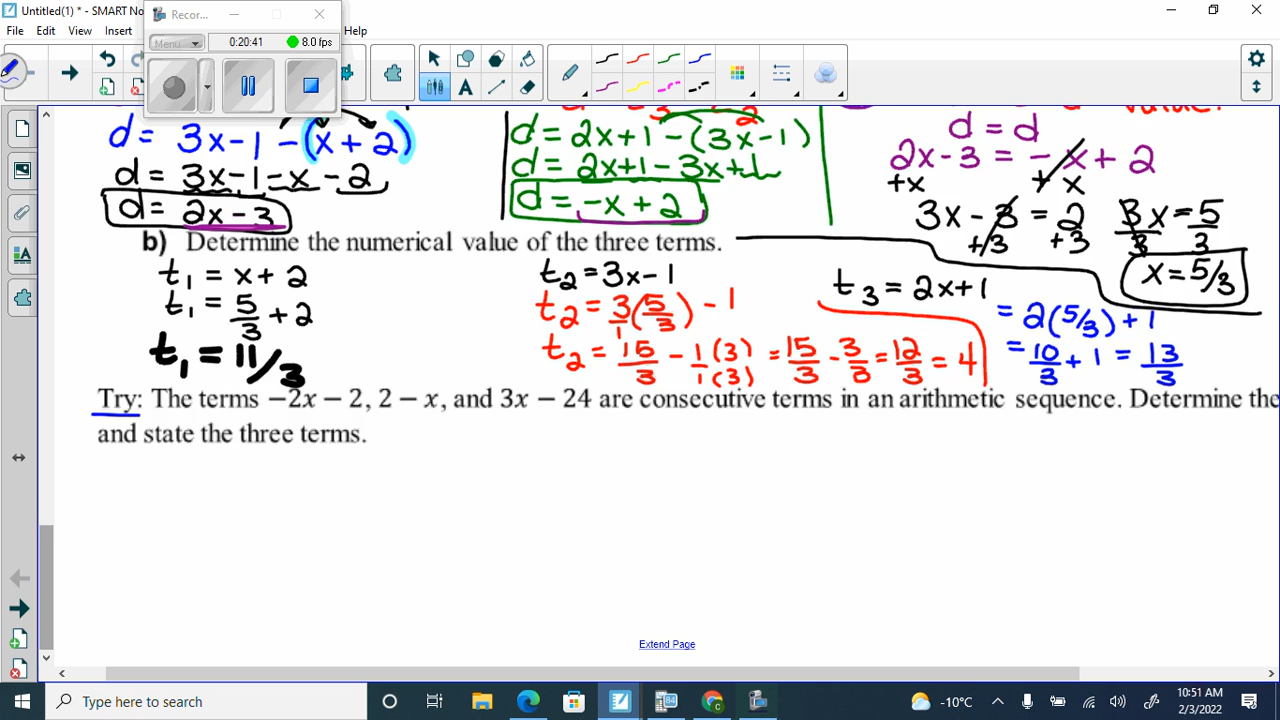 Untitled(1) * - SMART No
Recor...
File Edit View Insert Help
Menu 0:20:41 8.0 fps
d = 3x-1 -(x+2)
d = 3x-1-x-2
d = 2x-3
d = 2x+1-(3x-1)
d = 2x+1-3x+1
d = -x+2
value?
d = d
2x-3 = -x+2
+x +x
3x-3 = 2
+3 +3
3x = 5
3 3
x = 5/3
b) Determine the numerical value of the three terms.
t1 = x+2
t1 = 5/3 + 2
t1 = 11/3
t2 = 3x-1
t2 = 3/1(5/3) - 1
t2 = 15/3 - 1(3)/1(3) = 15/3 - 3/3 = 12/3 = 4
t3 = 2x+1
= 2(5/3)+1
= 10/3 + 1 = 13/3
Try: The terms −2x − 2, 2 − x, and 3x − 24 are consecutive terms in an arithmetic sequence. Determine the
and state the three terms.
Extend Page
Type here to search
-10°C
10:51 AM
2/3/2022